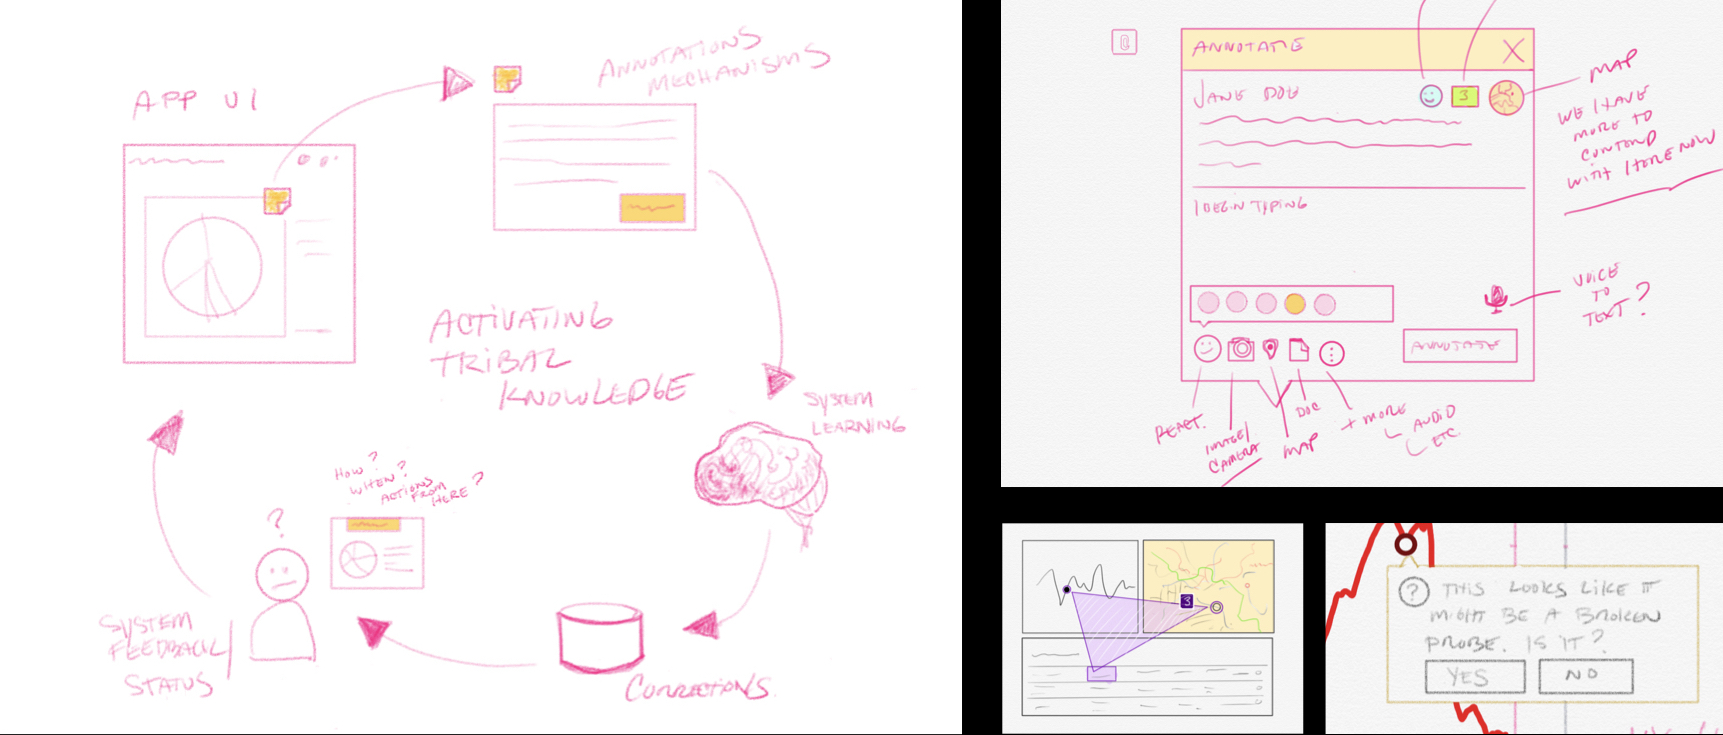 APP UI
ANNOTATIONS
MECHANISMS
ACTIVATING
TRIBAL
KNOWLEDGE
SYSTEM
LEARNING
HOW?
WHEN?
ACTIONS
FROM
HERE?
?
SYSTEM
FEEDBACK/
STATUS
CORRECTIONS
ANNOTATE
X
JANE DOE
3
MAP
WE HAVE
MORE TO
CONTEND
WITH HERE NOW
I BEGIN TYPING
VOICE
TO
TEXT?
ANNOTATE
REACT.
IMAGE/
CAMERA
MAP
DOC
+ MORE
AUDIO
ETC
3
? THIS LOOKS LIKE IT
MIGHT BE A BROKEN
PROBE. IS IT?
YES
NO